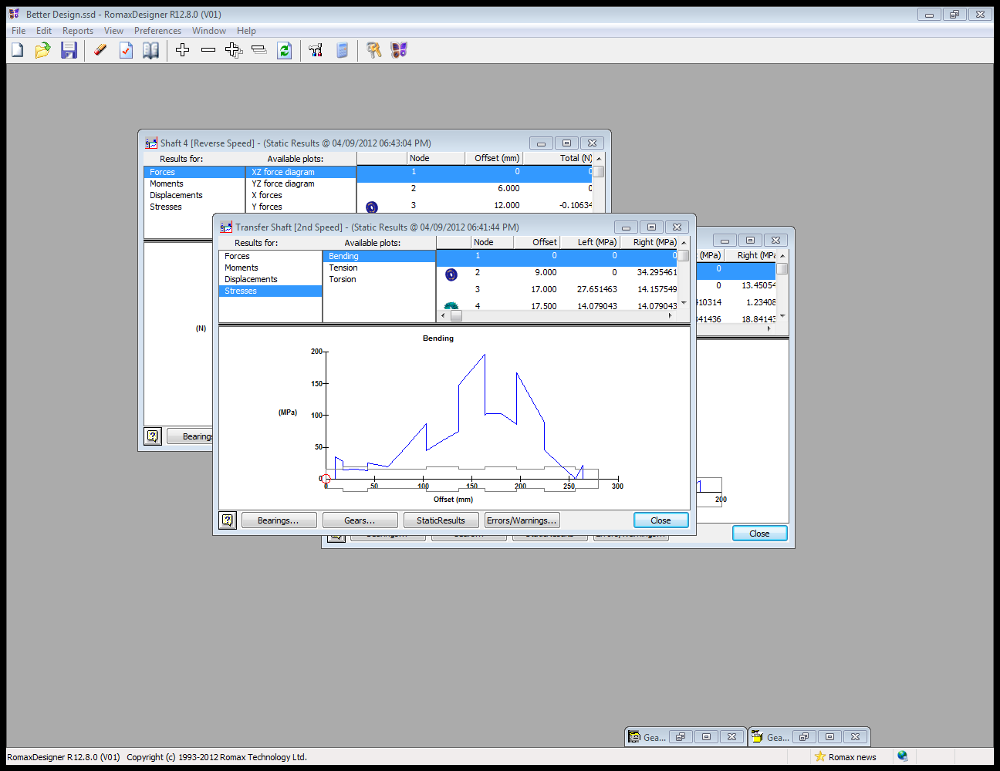 Better Design.ssd - RomaxDesigner R12.8.0 (V01)
File Edit Reports View Preferences Window Help
Shaft 4 [Reverse Speed] - (Static Results @ 04/09/2012 06:43:04 PM)
Results for: Available plots: Node Offset (mm) Total (N)
Forces XZ force diagram 1 0 0
Moments YZ force diagram 2 6.000 0
Displacements X forces 3 12.000 -0.10634
Stresses Y forces
(N)
Bearings
Transfer Shaft [2nd Speed] - (Static Results @ 04/09/2012 06:41:44 PM)
Results for: Available plots: Node Offset Left (MPa) Right (MPa)
Forces Bending 1 0 0 0
Moments Tension 2 9.000 0 34.295461
Displacements Torsion 3 17.000 27.651463 14.157549
Stresses 4 17.500 14.079043 14.079043
Bending
200
150
(MPa) 100
50
0
0 50 100 150 200 250 300
Offset (mm)
Bearings... Gears... StaticResults Errors/Warnings... Close
(MPa) Right (MPa
0
0 13.45054
10314 1.23408
41436 18.84143
200
Close
Gea... Gea...
RomaxDesigner R12.8.0 (V01) Copyright (c) 1993-2012 Romax Technology Ltd. Romax news